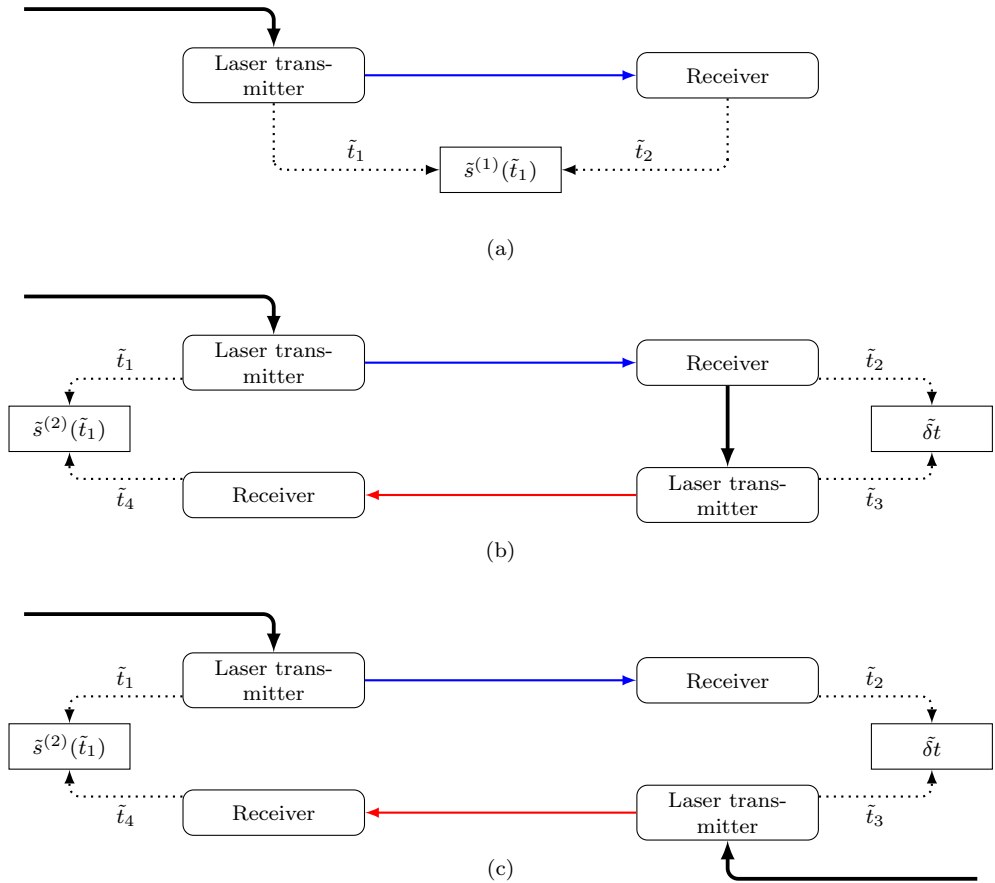 Laser trans-
mitter
Receiver
t̃₁
t̃₂
s̃⁽¹⁾(t̃₁)
(a)
Laser trans-
mitter
Receiver
t̃₁
t̃₂
s̃⁽²⁾(t̃₁)
δ̃t
t̃₄
Receiver
Laser trans-
mitter
t̃₃
(b)
Laser trans-
mitter
Receiver
t̃₁
t̃₂
s̃⁽²⁾(t̃₁)
δ̃t
t̃₄
Receiver
Laser trans-
mitter
t̃₃
(c)